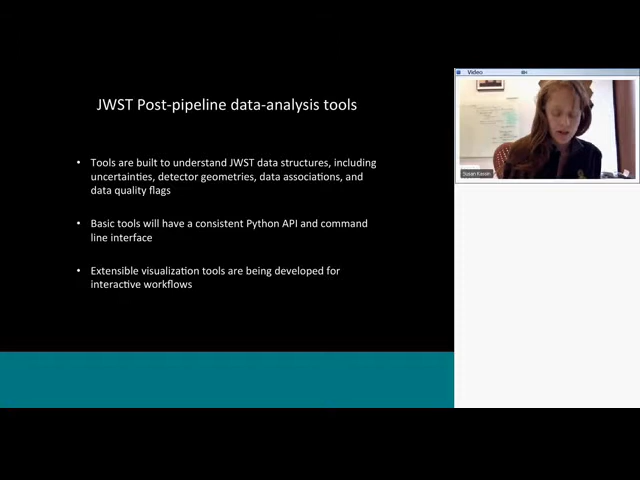 JWST Post-pipeline data-analysis tools
• Tools are built to understand JWST data structures, including
uncertainties, detector geometries, data associations, and
data quality flags
• Basic tools will have a consistent Python API and command
line interface
• Extensible visualization tools are being developed for
interactive workflows
Video